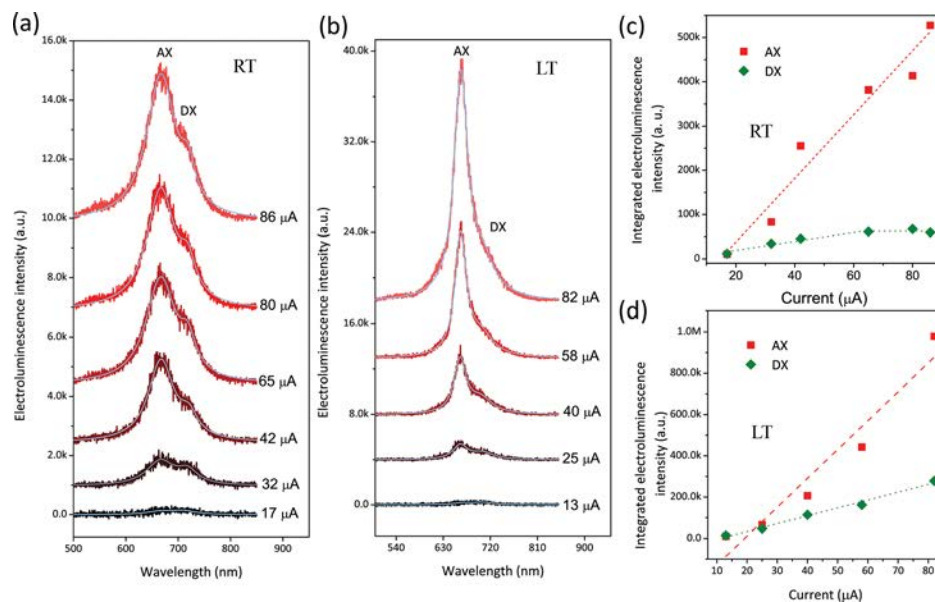 (a)
16.0k
14.0k
12.0k
10.0k
8.0k
6.0k
4.0k
2.0k
0.0
Electroluminescence intensity (a.u.)
AX
RT
DX
86 μA
80 μA
65 μA
42 μA
32 μA
17 μA
500
600
700
800
900
Wavelength (nm)
(b)
40.0k
32.0k
24.0k
16.0k
8.0k
0.0
Electroluminescence intensity (a.u.)
AX
LT
DX
82 μA
58 μA
40 μA
25 μA
13 μA
540
630
720
810
900
Wavelength (nm)
(c)
500k
400k
300k
200k
100k
0
Integrated electroluminescence
intensity (a. u.)
AX
DX
RT
20
40
60
80
Current (μA)
(d)
1.0M
800.0k
600.0k
400.0k
200.0k
0.0
Integrated electroluminescence
intensity (a.u.)
AX
DX
LT
10
20
30
40
50
60
70
80
Current (μA)